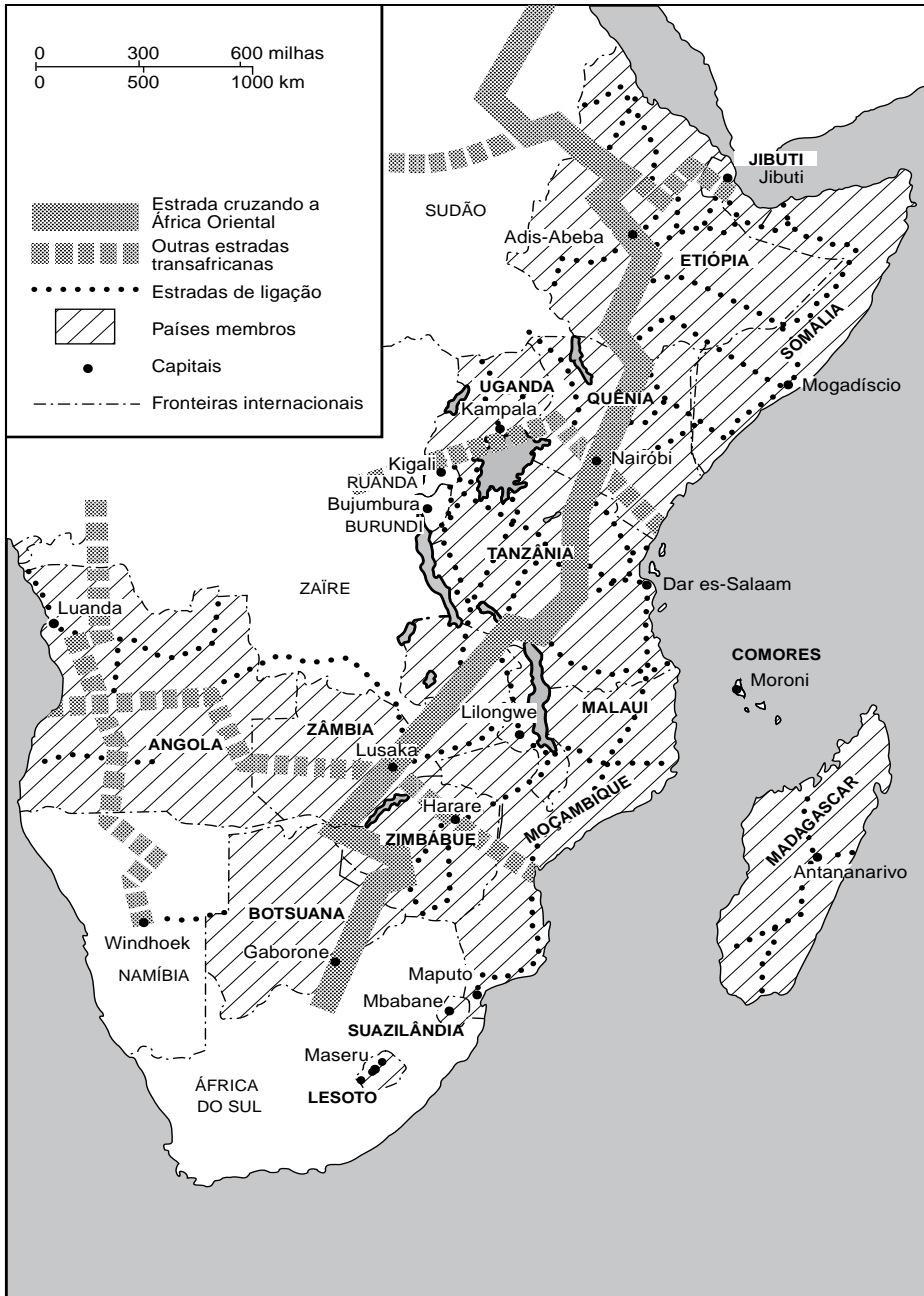 0 300 600 milhas
0 500 1000 km
Estrada cruzando a
África Oriental
Outras estradas
transafricanas
Estradas de ligação
Países membros
Capitais
Fronteiras internacionais
JIBUTI
Jibuti
SUDÃO
Adis-Abeba
ETIÓPIA
SOMÁLIA
Mogadíscio
UGANDA
Kampala
QUÊNIA
Nairóbi
Kigali
RUANDA
Bujumbura
BURUNDI
TANZÂNIA
ZAÏRE
Dar es-Salaam
Luanda
COMORES
Moroni
MALAUI
Lilongwe
ZÂMBIA
ANGOLA
Lusaka
MOÇAMBIQUE
Harare
ZIMBÁBUE
MADAGASCAR
Antananarivo
BOTSUANA
Windhoek
Gaborone
NAMÍBIA
Maputo
Mbabane
SUAZILÂNDIA
Maseru
LESOTO
ÁFRICA
DO SUL